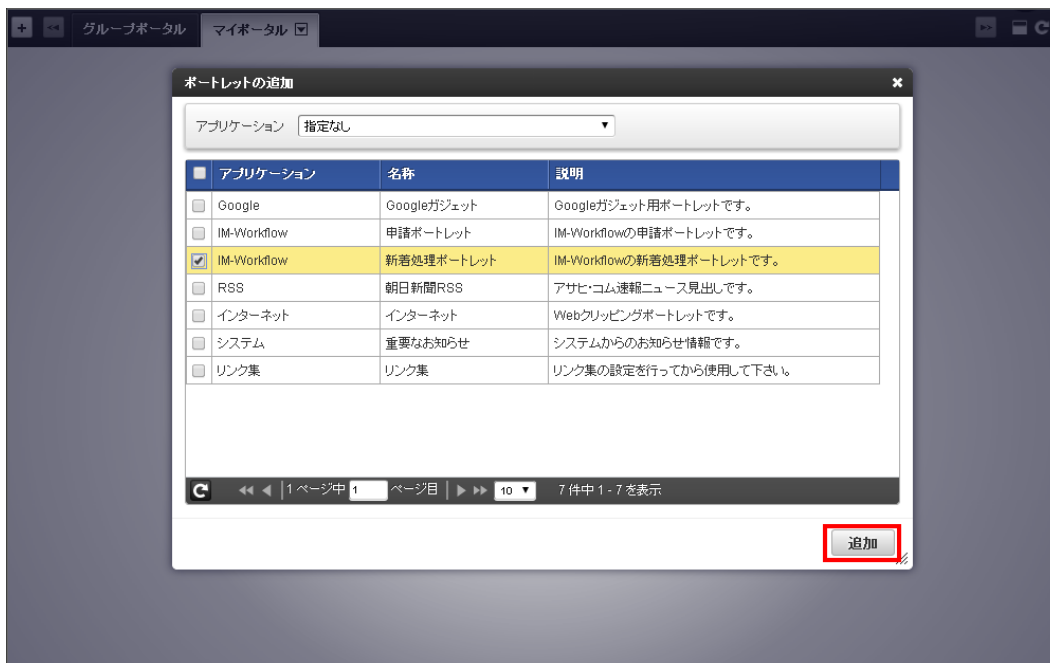 グループポータル マイポータル
ポートレットの追加
アプリケーション 指定なし
アプリケーション 名称 説明
Google Googleガジェット Googleガジェット用ポートレットです。
IM-Workflow 申請ポートレット IM-Workflowの申請ポートレットです。
IM-Workflow 新着処理ポートレット IM-Workflowの新着処理ポートレットです。
RSS 朝日新聞RSS アサヒ・コム速報ニュース見出しです。
インターネット インターネット Webクリッピングポートレットです。
システム 重要なお知らせ システムからのお知らせ情報です。
リンク集 リンク集 リンク集の設定を行ってから使用して下さい。
1 ページ中 1 ページ目 10 7 件中 1 - 7 を表示
追加